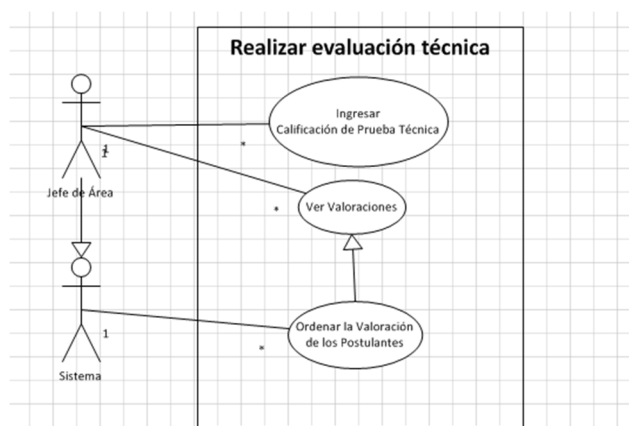 Realizar evaluación técnica
Ingresar
Calificación de Prueba Técnica
1
1
*
Jefe de Área
Ver Valoraciones
*
Ordenar la Valoración
de los Postulantes
1
*
Sistema